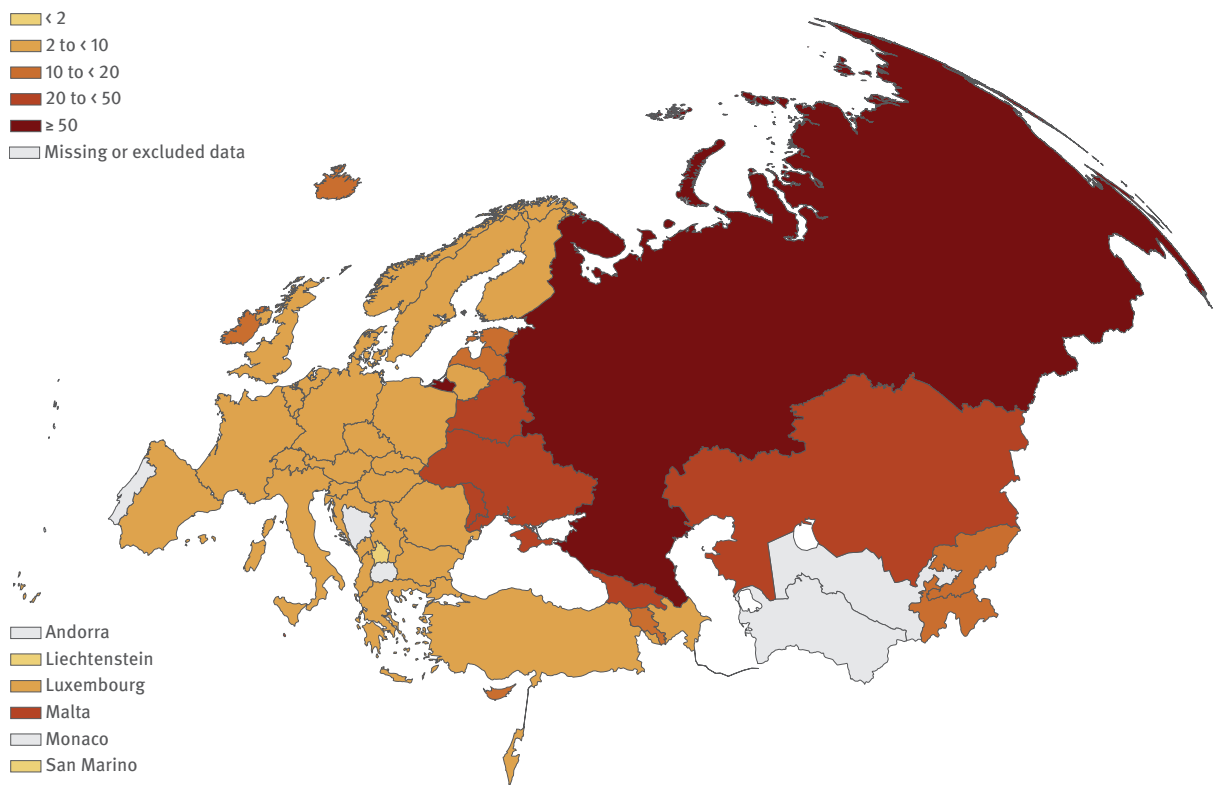 < 2
2 to < 10
10 to < 20
20 to < 50
≥ 50
Missing or excluded data
Andorra
Liechtenstein
Luxembourg
Malta
Monaco
San Marino